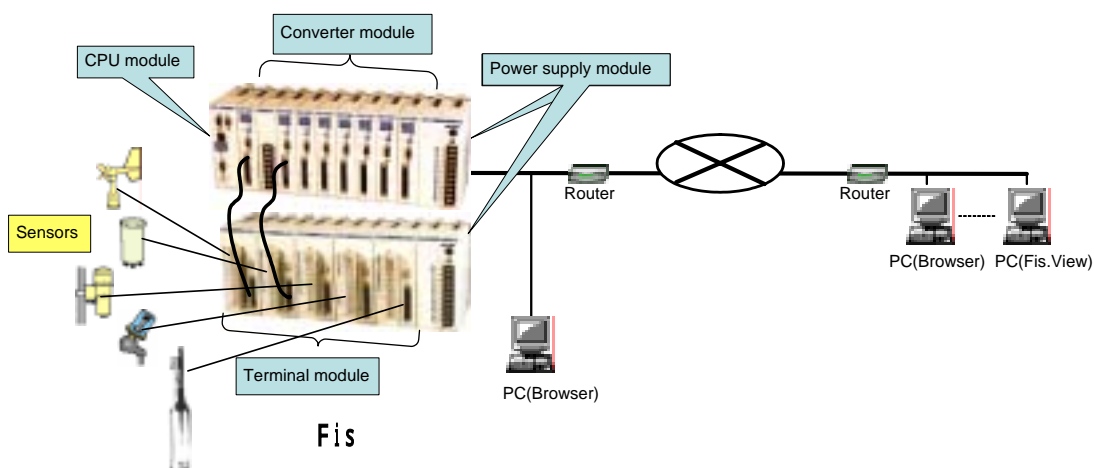 Converter module
CPU module
Power supply module
Router
Router
Sensors
PC(Browser)
PC(Fis.View)
Terminal module
PC(Browser)
Fis